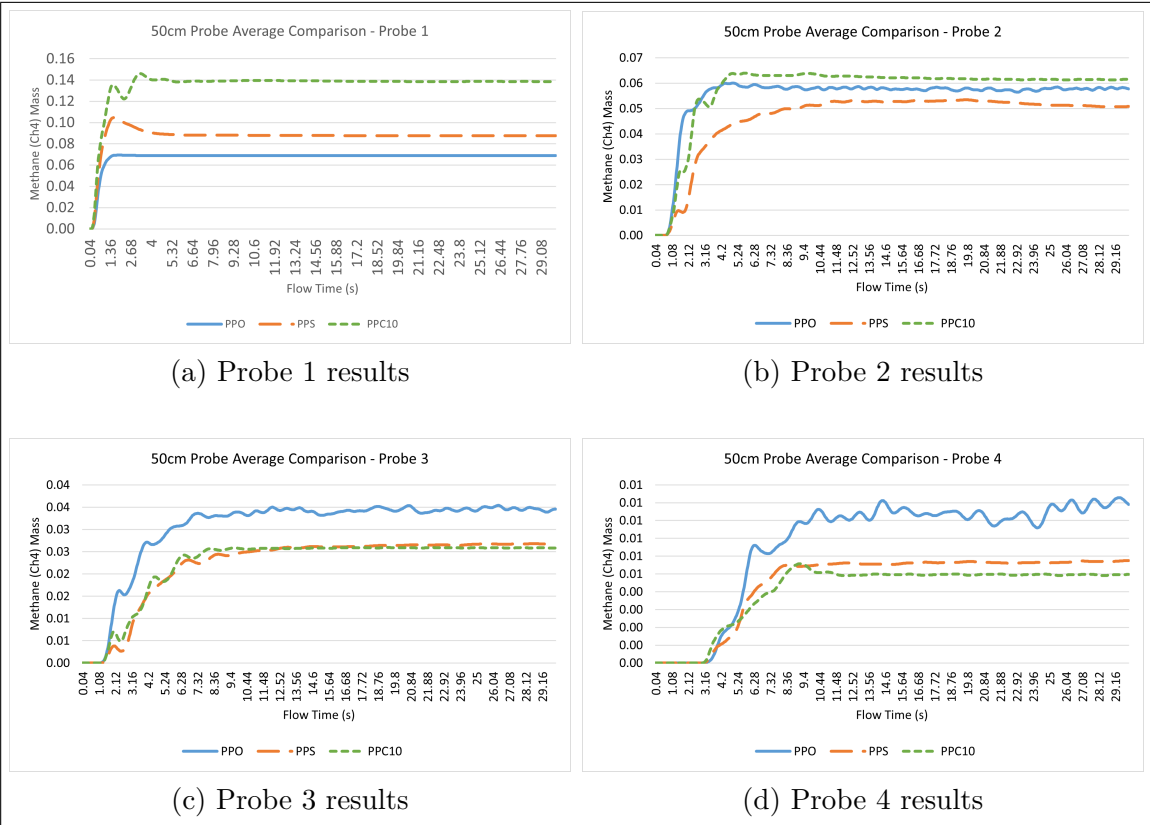 50cm Probe Average Comparison - Probe 1
0.16
0.14
0.12
0.10
0.08
0.06
0.04
0.02
0.00
Methane (Ch4) Mass
0.04 1.36 2.68 4 5.32 6.64 7.96 9.28 10.6 11.92 13.24 14.56 15.88 17.2 18.52 19.84 21.16 22.48 23.8 25.12 26.44 27.76 29.08
Flow Time (s)
PPO PPS PPC10
(a) Probe 1 results
50cm Probe Average Comparison - Probe 2
0.07
0.06
0.05
0.04
0.03
0.02
0.01
0.00
Methane (Ch4) Mass
0.04 1.08 2.12 3.16 4.2 5.24 6.28 7.32 8.36 9.4 10.44 11.48 12.52 13.56 14.6 15.64 16.68 17.72 18.76 19.8 20.84 21.88 22.92 23.96 25 26.04 27.08 28.12 29.16
Flow Time (s)
PPO PPS PPC10
(b) Probe 2 results
50cm Probe Average Comparison - Probe 3
0.04
0.04
0.03
0.03
0.02
0.02
0.01
0.01
0.00
Methane (Ch4) Mass
0.04 1.08 2.12 3.16 4.2 5.24 6.28 7.32 8.36 9.4 10.44 11.48 12.52 13.56 14.6 15.64 16.68 17.72 18.76 19.8 20.84 21.88 22.92 23.96 25 26.04 27.08 28.12 29.16
Flow Time (s)
PPO PPS PPC10
(c) Probe 3 results
50cm Probe Average Comparison - Probe 4
0.01
0.01
0.01
0.01
0.01
0.01
0.00
0.00
0.00
0.00
0.00
Methane (Ch4) Mass
0.04 1.08 2.12 3.16 4.2 5.24 6.28 7.32 8.36 9.4 10.44 11.48 12.52 13.56 14.6 15.64 16.68 17.72 18.76 19.8 20.84 21.88 22.92 23.96 25 26.04 27.08 28.12 29.16
Flow Time (s)
PPO PPS PPC10
(d) Probe 4 results